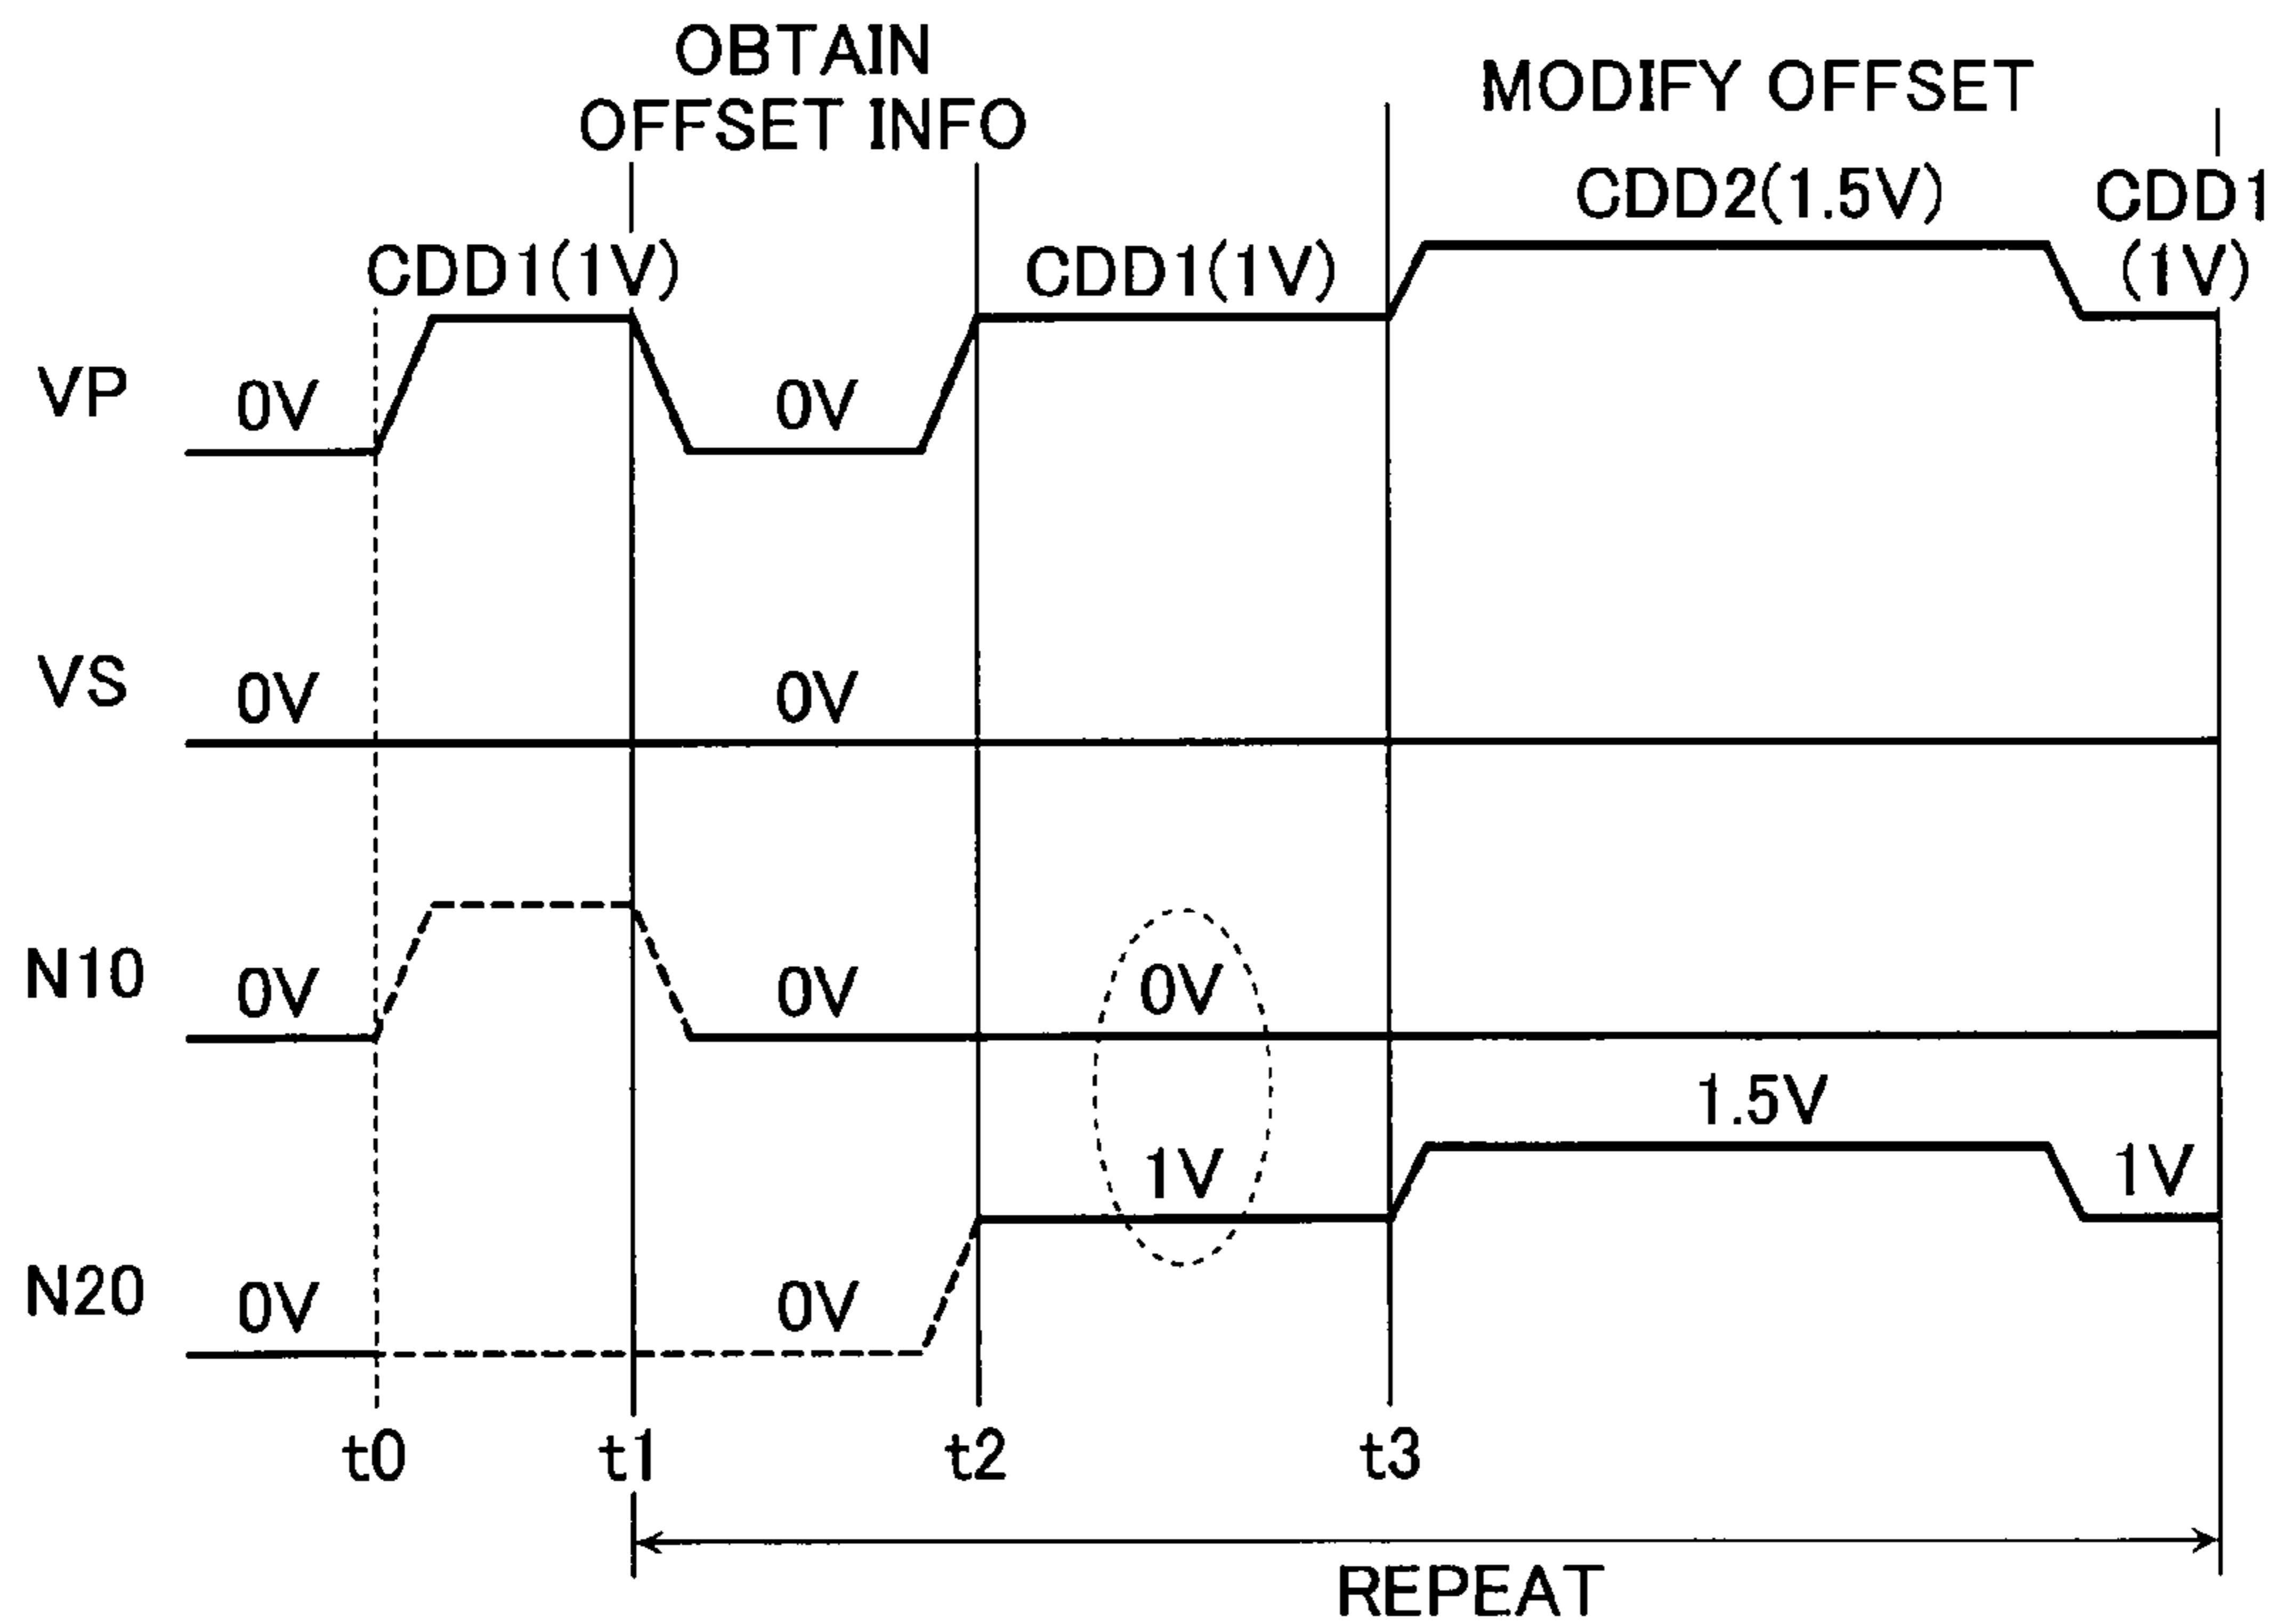 OBTAIN
OFFSET INFO
MODIFY OFFSET
CDD1(1V)
CDD1(1V)
CDD2(1.5V)
CDD1
(1V)
VP
0V
0V
VS
0V
0V
N10
0V
0V
0V
1.5V
1V
1V
N20
0V
0V
t0
t1
t2
t3
REPEAT